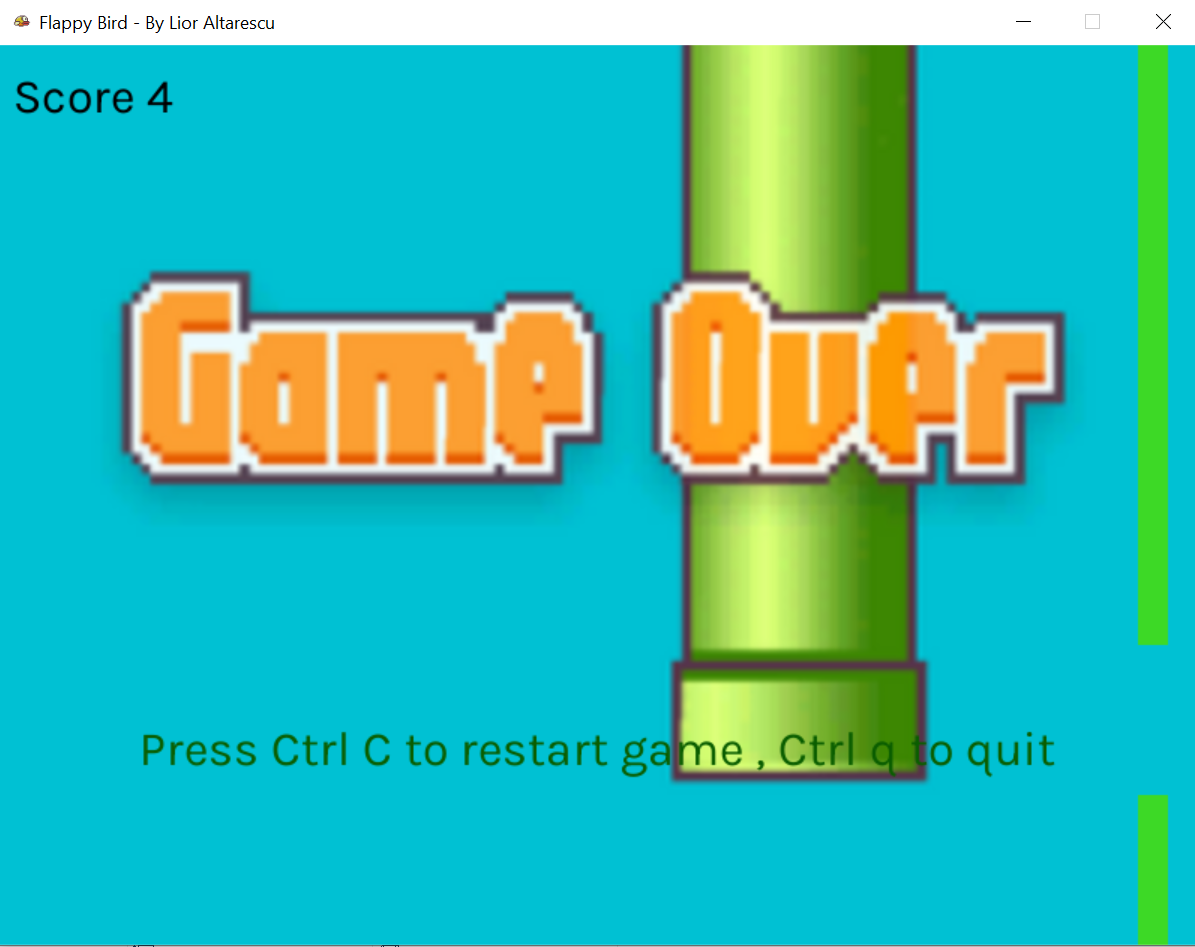 Flappy Bird - By Lior Altarescu
Score 4
Game Over
Press Ctrl C to restart game , Ctrl q to quit